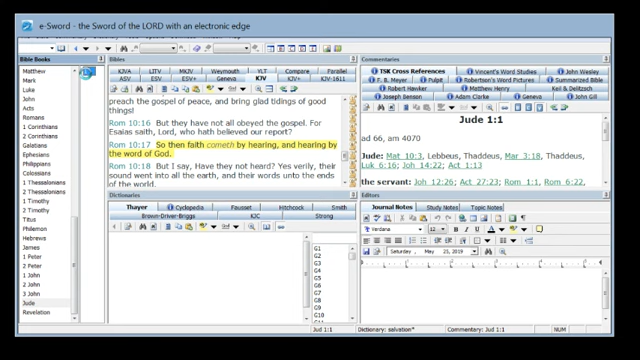 e-Sword - the Sword of the LORD with an electronic edge
Bible Books
Matthew
Mark
Luke
John
Acts
Romans
1 Corinthians
2 Corinthians
Galatians
Ephesians
Philippians
Colossians
1 Thessalonians
2 Thessalonians
1 Timothy
2 Timothy
Titus
Philemon
Hebrews
James
1 Peter
2 Peter
1 John
2 John
3 John
Jude
Revelation
Bibles
KJVA LITV MKJV Weymouth YLT Compare Parallel
ASV ESV ESV+ Geneva KJV KJV+ KJV-1611
preach the gospel of peace, and bring glad tidings of good
things!
Rom 10:16 But they have not all obeyed the gospel. For
Esaias saith, Lord, who hath believed our report?
Rom 10:17 So then faith cometh by hearing, and hearing by
the word of God.
Rom 10:18 But I say, Have they not heard? Yes verily, their
sound went into all the earth, and their words unto the ends
of the world.
Dictionaries
Thayer Cyclopedia Fausset Hitchcock Smith
Brown-Driver-Briggs KJC Strong
G1
G2
G3
G4
G5
G6
G7
G8
G9
G10
Commentaries
TSK Cross References Vincent's Word Studies John Wesley
F. B. Meyer Pulpit Robertson's Word Pictures Summarized Bible
Robert Hawker Matthew Henry Keil & Delitzsch
Joseph Benson Adam Clarke Geneva John Gill
Jude 1:1
ad 66, am 4070
Jude: Mat 10:3, Lebbeus, Thaddeus, Mar 3:18, Thaddeus,
Luk 6:16; Joh 14:22; Act 1:13
the servant: Joh 12:26; Act 27:23; Rom 1:1, Rom 6:22,
Editors
Journal Notes Study Notes Topic Notes
Verdana 12 B I U
Saturday , May 25, 2019
Jud 1:1 Dictionary: salvation* Commentary: Jud 1:1 NUM